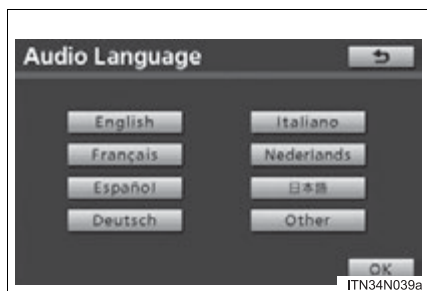 Audio Language
English Italiano
Français Nederlands
Español 日本語
Deutsch Other
OK
ITN34N039a